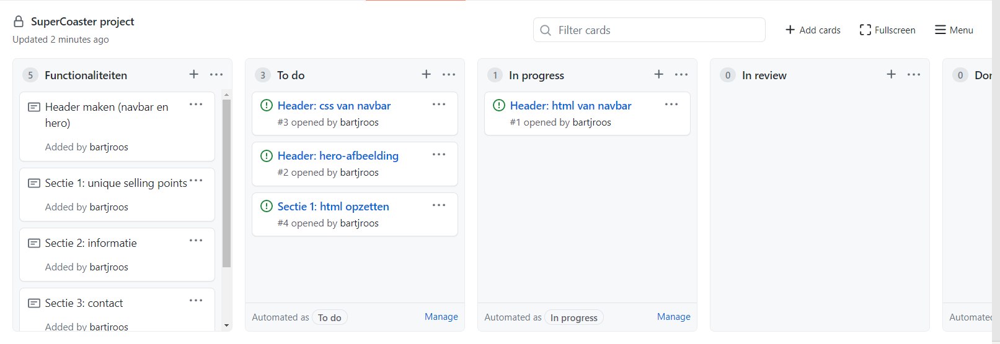 SuperCoaster project
Updated 2 minutes ago
Filter cards
Add cards
Fullscreen
Menu
5 Functionaliteiten
Header maken (navbar en
hero)
Added by bartjroos
Sectie 1: unique selling points
Added by bartjroos
Sectie 2: informatie
Added by bartjroos
Sectie 3: contact
Added by bartjroos
3 To do
Header: css van navbar
#3 opened by bartjroos
Header: hero-afbeelding
#2 opened by bartjroos
Sectie 1: html opzetten
#4 opened by bartjroos
Automated as To do Manage
1 In progress
Header: html van navbar
#1 opened by bartjroos
Automated as In progress Manage
0 In review
0
Automated